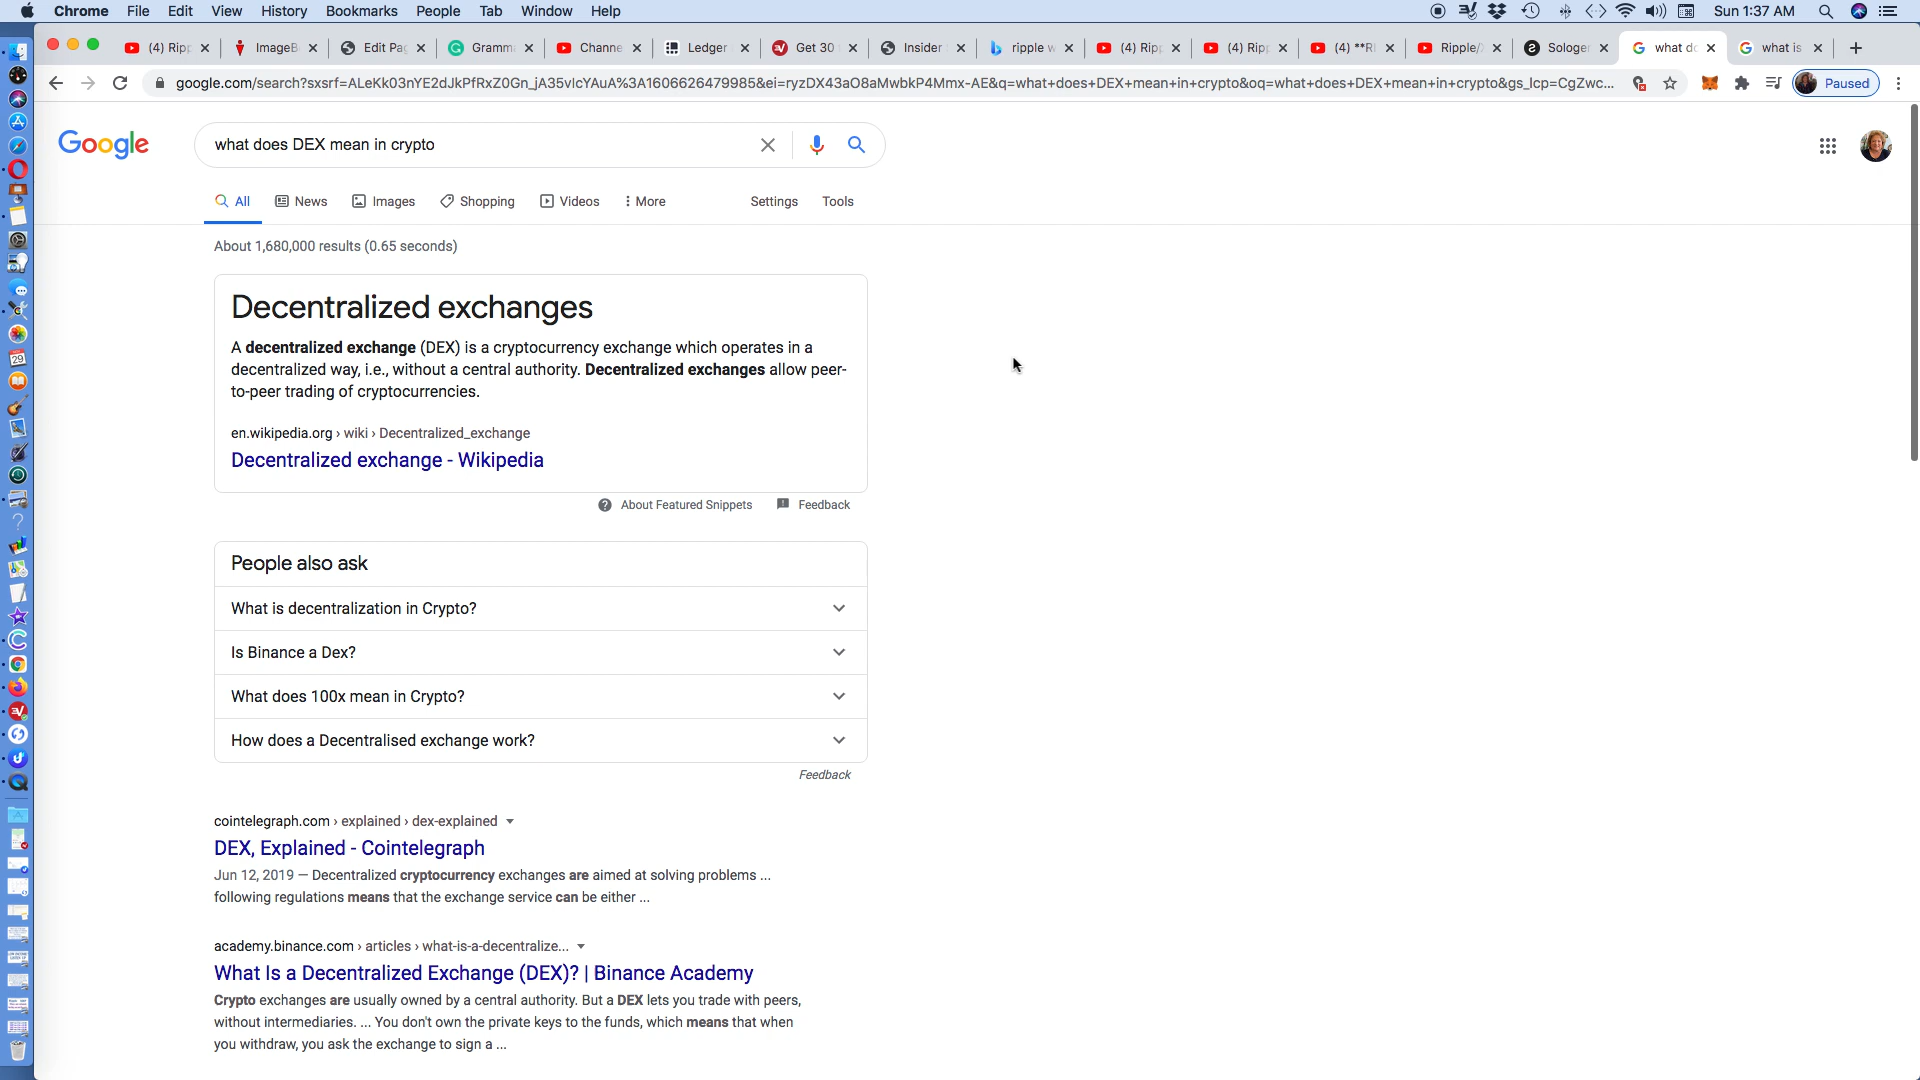 Chrome File Edit View History Bookmarks People Tab Window Help Sun 1:37 AM
(4) Ripp ImageB Edit Pag Gramm Channe Ledger Get 30 Insider ripple w (4) Rip (4) Rip (4) **RI Ripple/ Sologen what do what is
google.com/search?sxsrf=ALeKk03nYE2dJkPfRxZ0Gn_jA35vlcYAuA%3A1606626479985&ei=ryzDX43aO8aMwbkP4Mmx-AE&q=what+does+DEX+mean+in+crypto&oq=what+does+DEX+mean+in+crypto&gs_lcp=CgZwc... Paused
Google what does DEX mean in crypto
All News Images Shopping Videos More Settings Tools
About 1,680,000 results (0.65 seconds)
Decentralized exchanges
A decentralized exchange (DEX) is a cryptocurrency exchange which operates in a
decentralized way, i.e., without a central authority. Decentralized exchanges allow peer-
to-peer trading of cryptocurrencies.
en.wikipedia.org › wiki › Decentralized_exchange
Decentralized exchange - Wikipedia
About Featured Snippets Feedback
People also ask
What is decentralization in Crypto?
Is Binance a Dex?
What does 100x mean in Crypto?
How does a Decentralised exchange work?
Feedback
cointelegraph.com › explained › dex-explained
DEX, Explained - Cointelegraph
Jun 12, 2019 — Decentralized cryptocurrency exchanges are aimed at solving problems ...
following regulations means that the exchange service can be either ...
academy.binance.com › articles › what-is-a-decentralize...
What Is a Decentralized Exchange (DEX)? | Binance Academy
Crypto exchanges are usually owned by a central authority. But a DEX lets you trade with peers,
without intermediaries. ... You don't own the private keys to the funds, which means that when
you withdraw, you ask the exchange to sign a ...